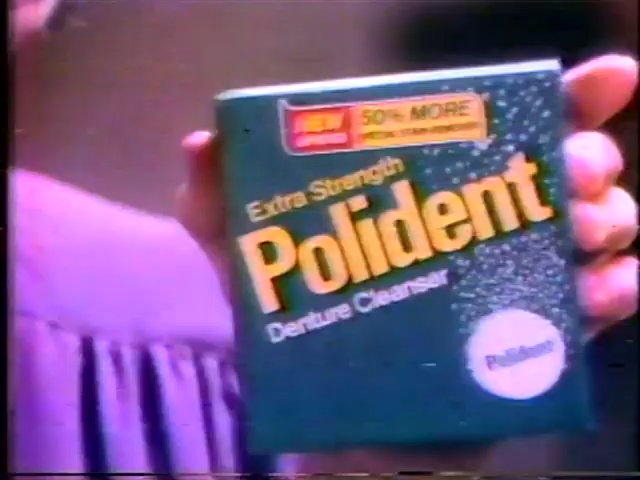 NEW
50% MORE
Extra Strength
Polident
Denture Cleanser
Polident